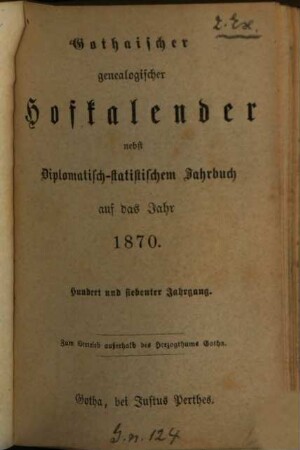 2. Ex.
Gothaischer
genealogischer
Hofkalender
nebst
Diplomatisch-statistischem Jahrbuch
auf das Jahr
1870.
Hundert und siebenter Jahrgang.
Zum Vertrieb außerhalb des Herzogthums Gotha.
Gotha, bei Justus Perthes.
G. n. 124